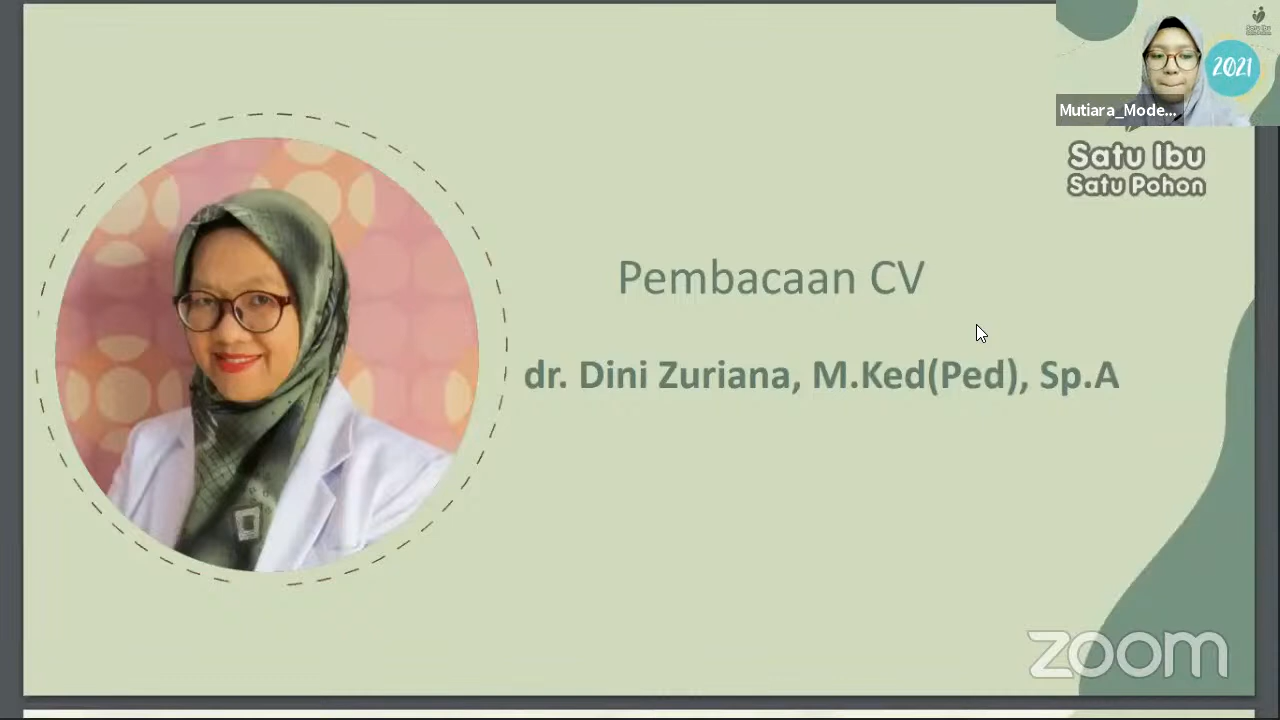 2021
Mutiara_Mode...
Satu Ibu
Satu Pohon
Pembacaan CV
dr. Dini Zuriana, M.Ked(Ped), Sp.A
zoom